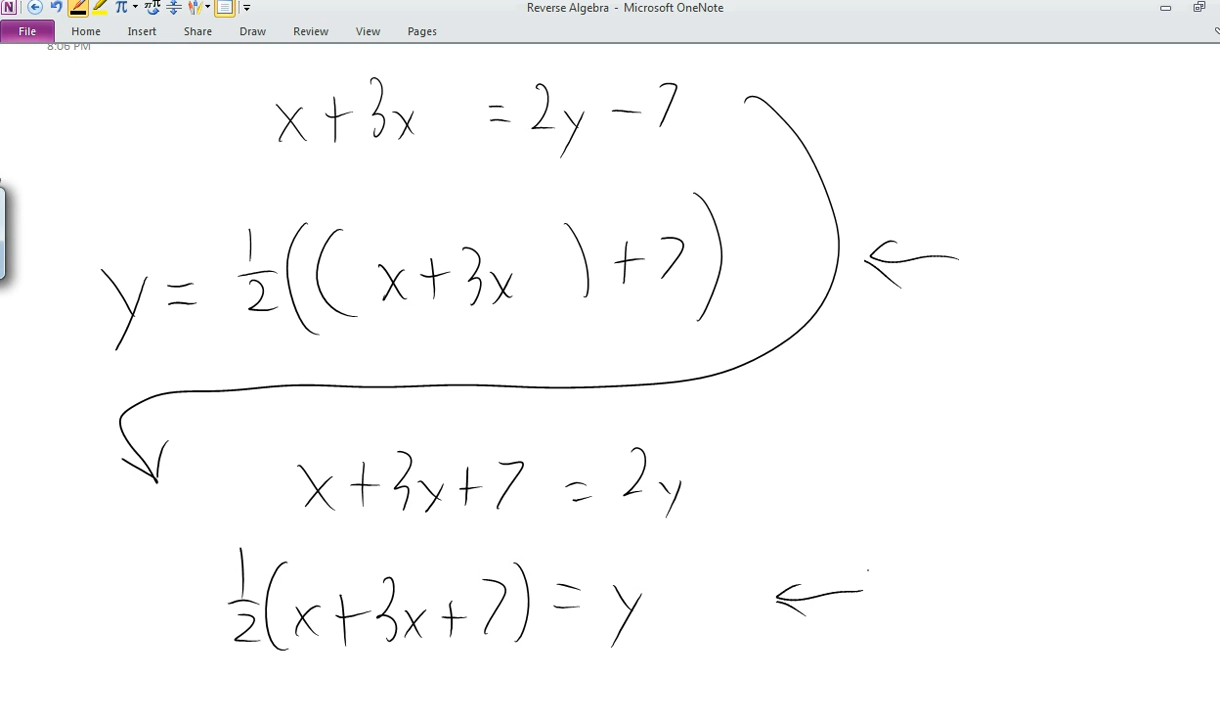 Reverse Algebra - Microsoft OneNote
File Home Insert Share Draw Review View Pages
8:06 PM
x + 3x = 2y - 7
y = 1/2 ( ( x + 3x ) + 7 )
x + 3x + 7 = 2y
1/2 ( x + 3x + 7 ) = y